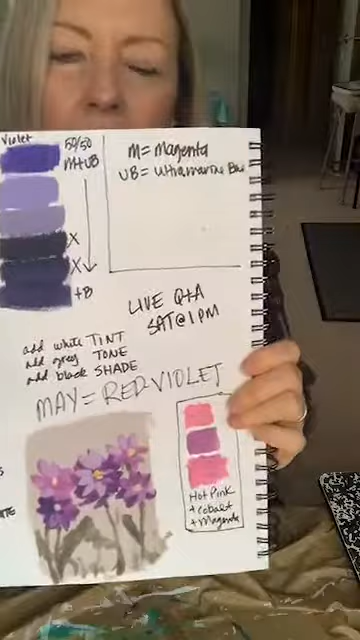 Violet
50/50
M+UB
M= Magenta
UB= Ultramarine Blue
X
X
+B
LIVE Q+A
SAT@1PM
add white TINT
add grey TONE
add black SHADE
MAY= RED VIOLET
Hot Pink
+ cobalt
+ Magenta